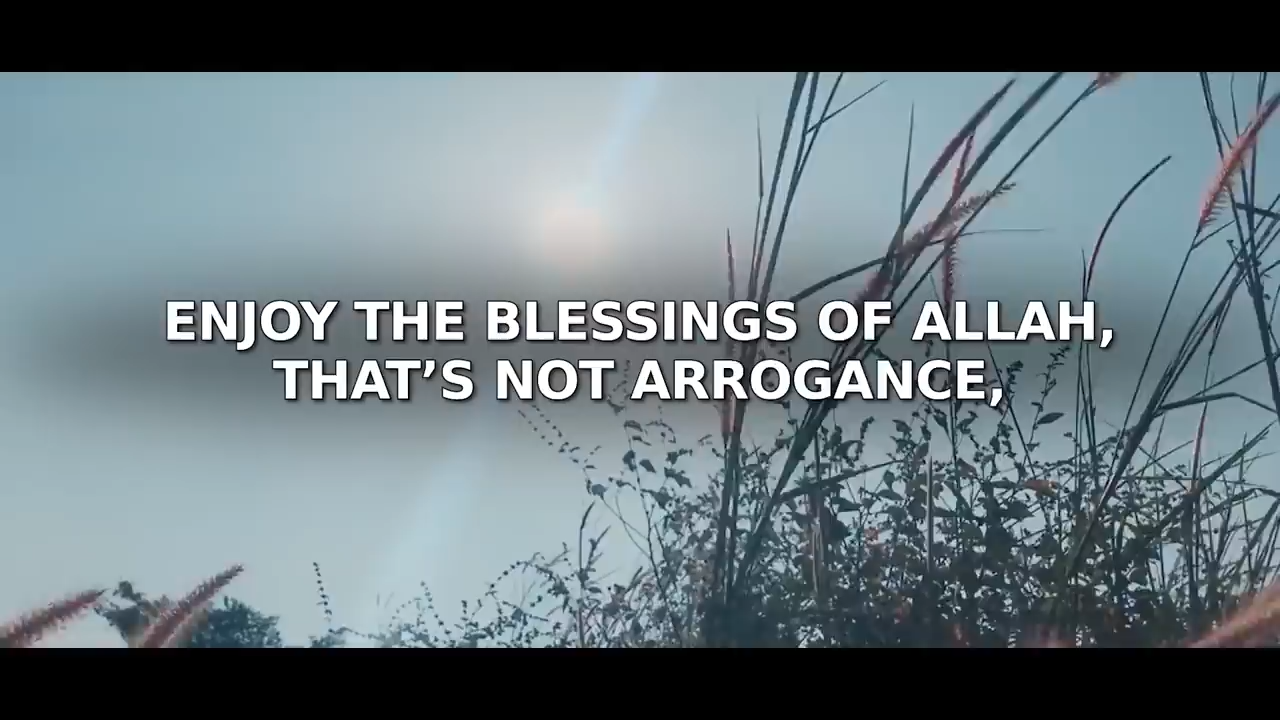 ENJOY THE BLESSINGS OF ALLAH,
THAT’S NOT ARROGANCE,